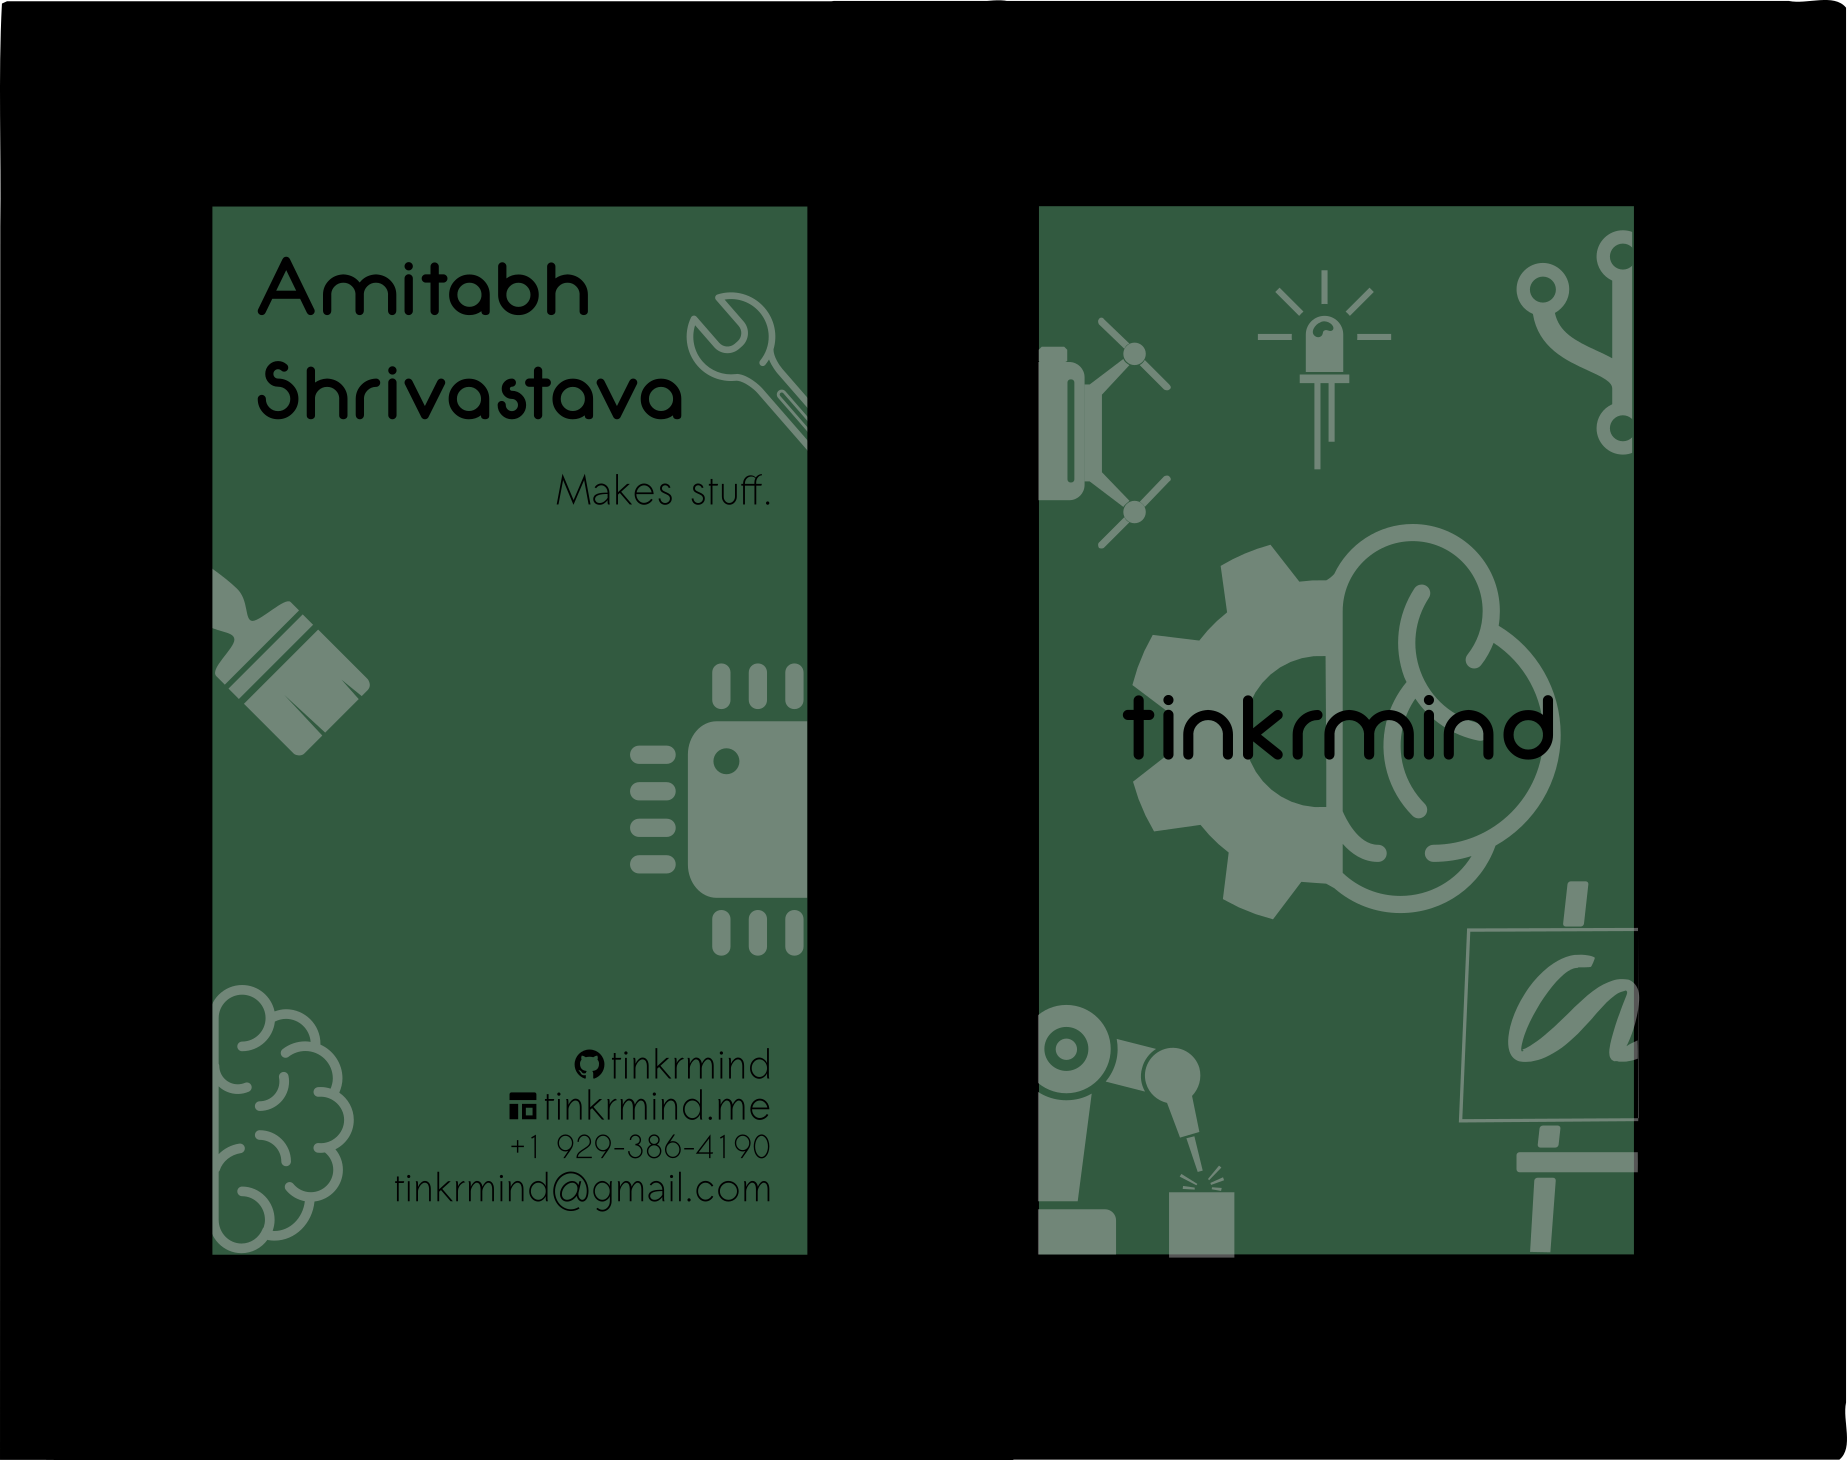 Amitabh
Shrivastava
Makes stuff.
tinkrmind
tinkrmind.me
+1 929-386-4190
tinkrmind@gmail.com
tinkrmind